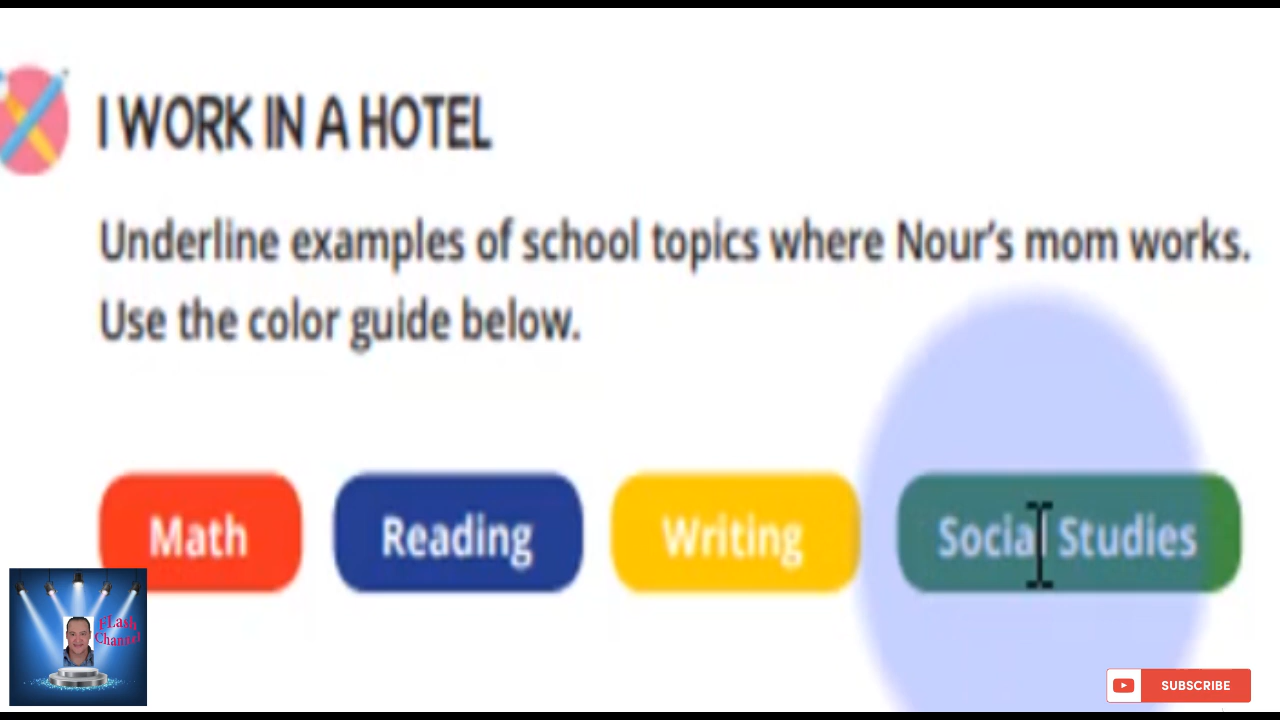 I WORK IN A HOTEL
Underline examples of school topics where Nour's mom works.
Use the color guide below.
Math Reading Writing Social Studies
FLash
Channel
SUBSCRIBE